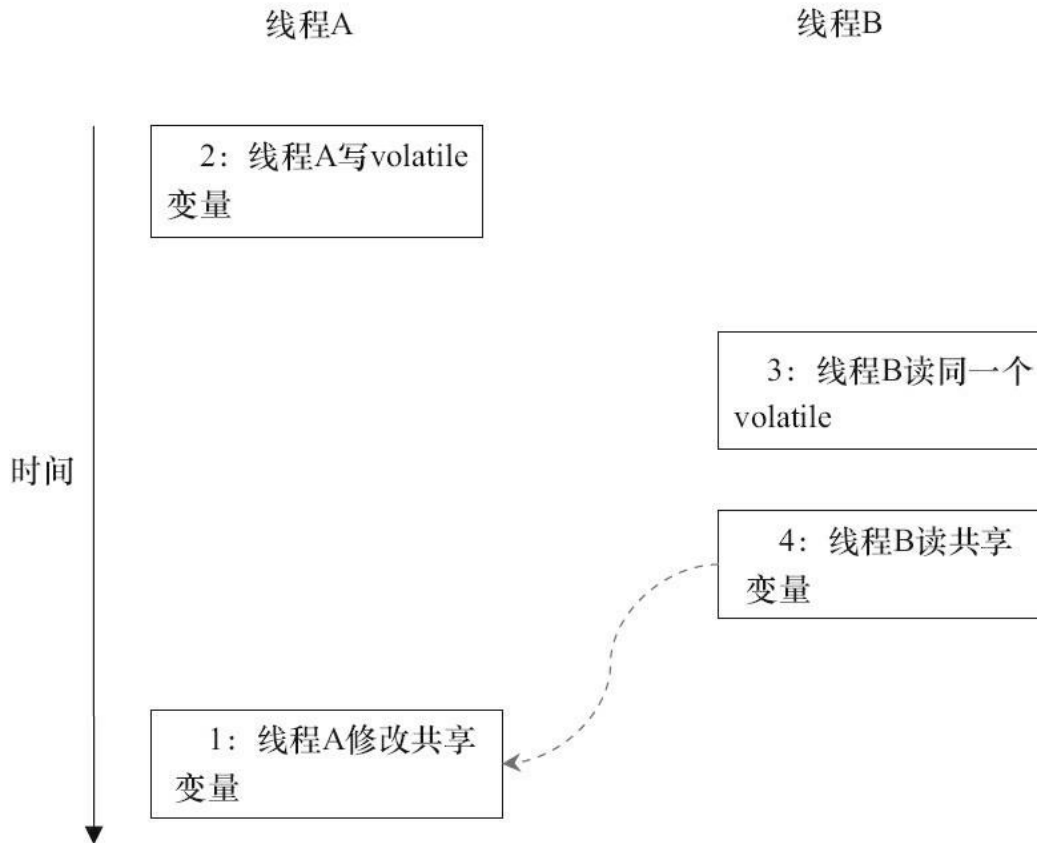 线程A
线程B
2：线程A写volatile
变量
3：线程B读同一个
volatile
时间
4：线程B读共享
变量
1：线程A修改共享
变量